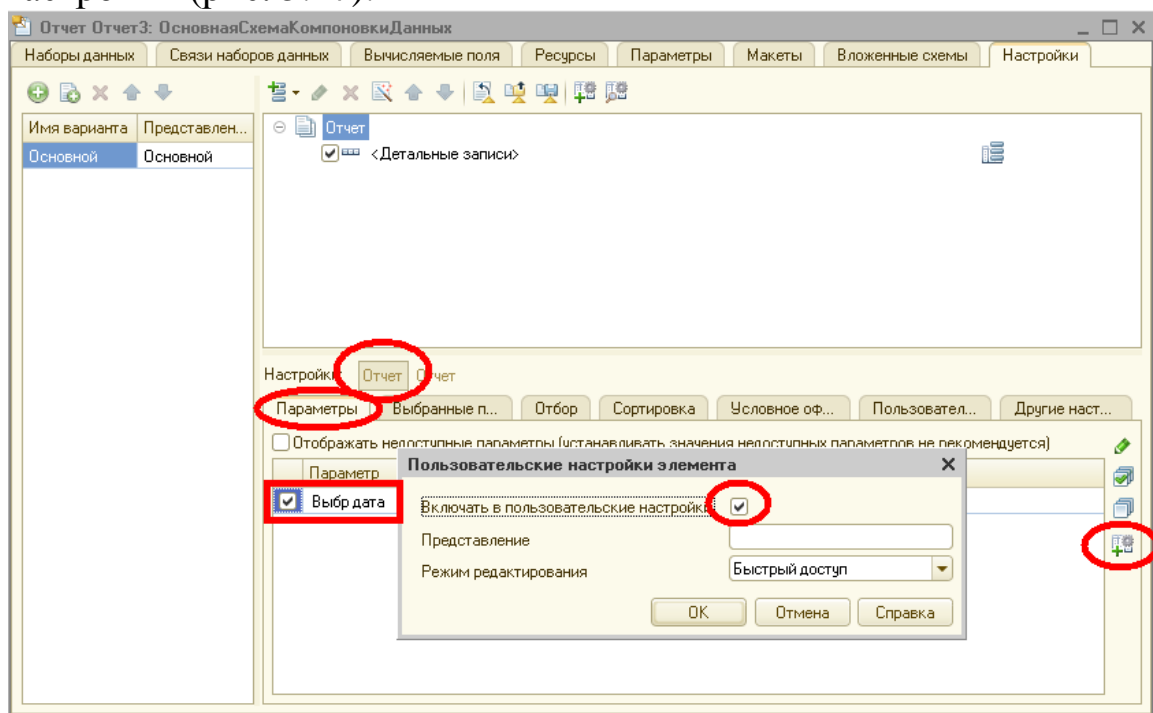 Отчет Отчет3: ОсновнаяСхемаКомпоновкиДанных
Наборы данных Связи наборов данных Вычисляемые поля Ресурсы Параметры Макеты Вложенные схемы Настройки
Имя варианта Представлен...
Основной Основной
Отчет
<Детальные записи>
Отчет Отчет
Параметры Выбранные п... Отбор Сортировка Условное оф... Пользовател... Другие наст...
Отображать недоступные параметры (устанавливать значения недоступных параметров не рекомендуется)
Параметр
Выбр дата
Пользовательские настройки элемента
Включать в пользовательские настройки
Представление
Режим редактирования Быстрый доступ
OK Отмена Справка